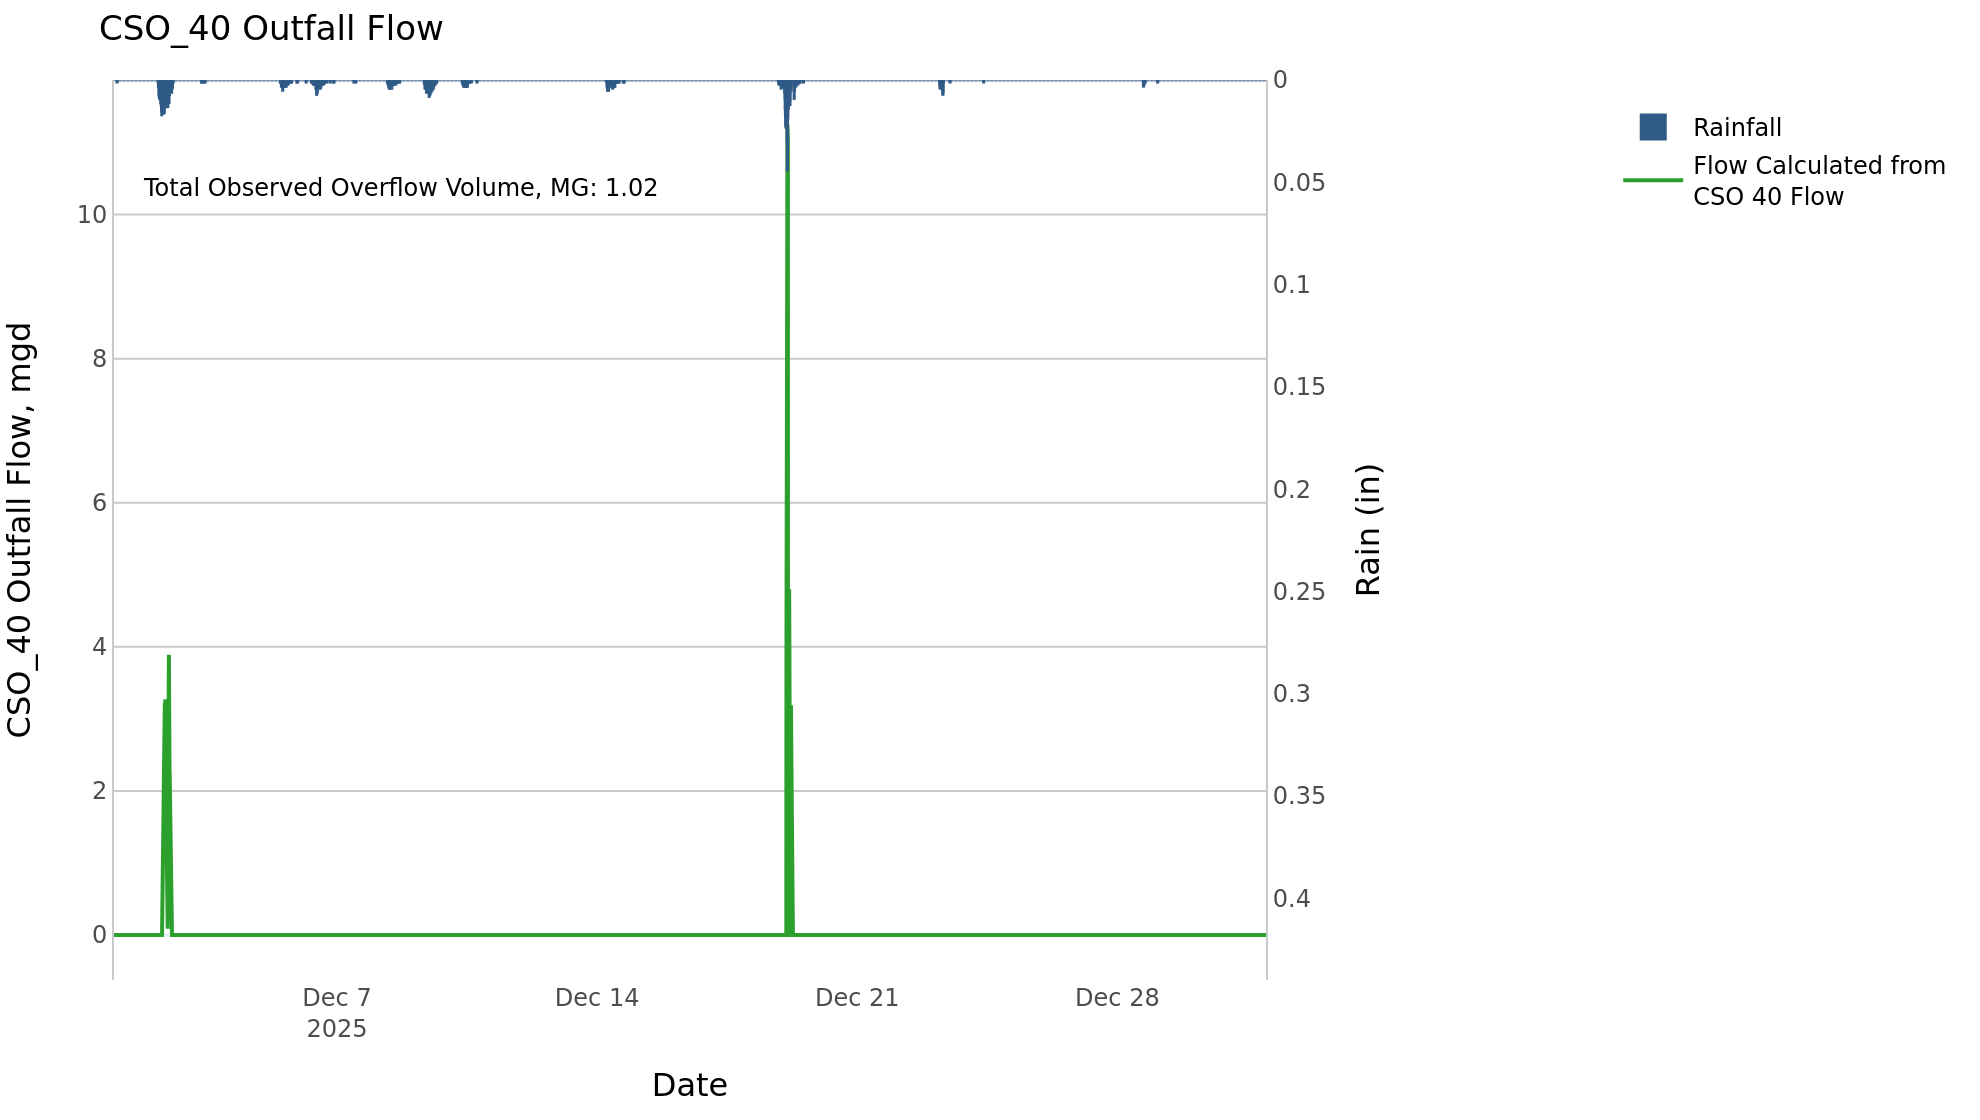 CSO_40 Outfall Flow
Total Observed Overflow Volume, MG: 1.02
CSO_40 Outfall Flow, mgd
10
8
6
4
2
0
0
0.05
0.1
0.15
0.2
0.25
0.3
0.35
0.4
Rain (in)
Dec 7
2025
Dec 14
Dec 21
Dec 28
Date
Rainfall
Flow Calculated from
CSO 40 Flow